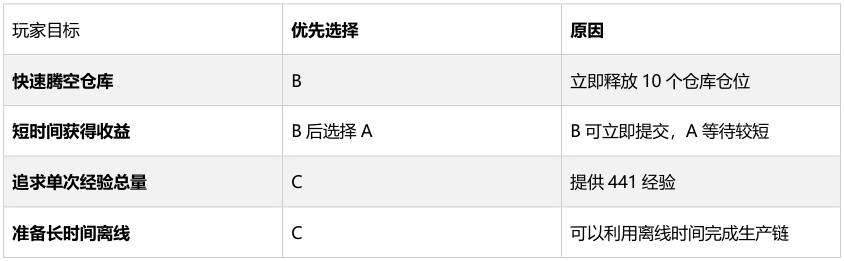 玩家目标 优先选择 原因
快速腾空仓库 B 立即释放 10 个仓库仓位
短时间获得收益 B 后选择 A B 可立即提交，A 等待较短
追求单次经验总量 C 提供 441 经验
准备长时间离线 C 可以利用离线时间完成生产链